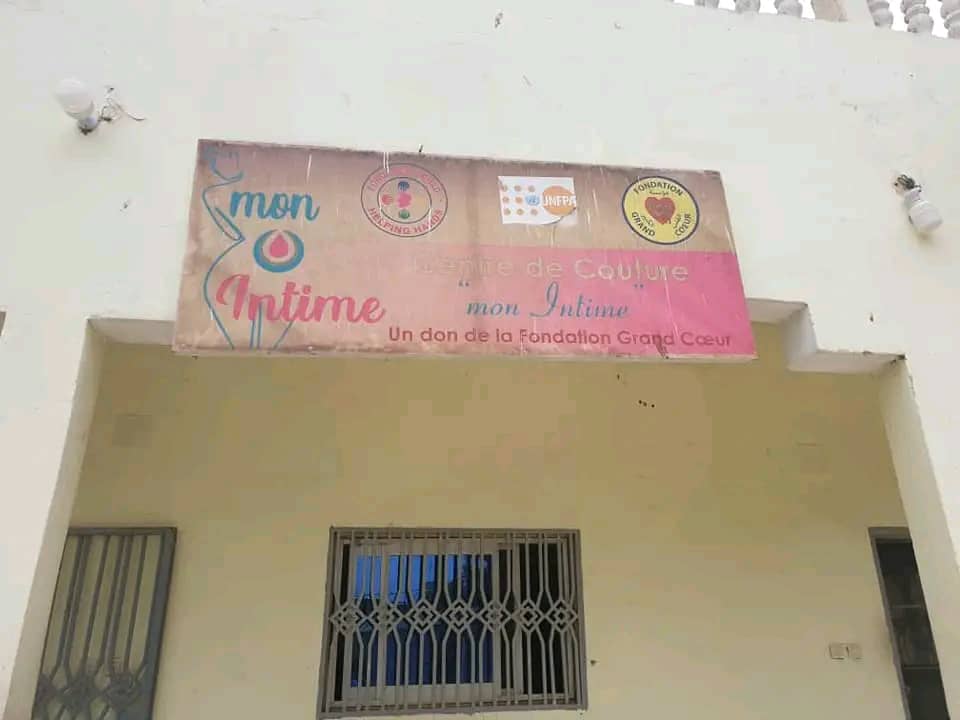 mon
Intime
HELPING HANDS
UNFPA
FONDATION
GRAND CŒUR
Centre de Couture
"mon Intime"
Un don de la Fondation Grand Cœur